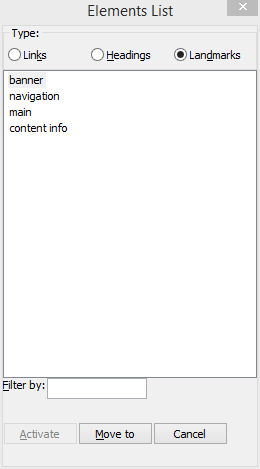 Elements List
Type:
Links Headings Landmarks
banner
navigation
main
content info
Filter by:
Activate Move to Cancel